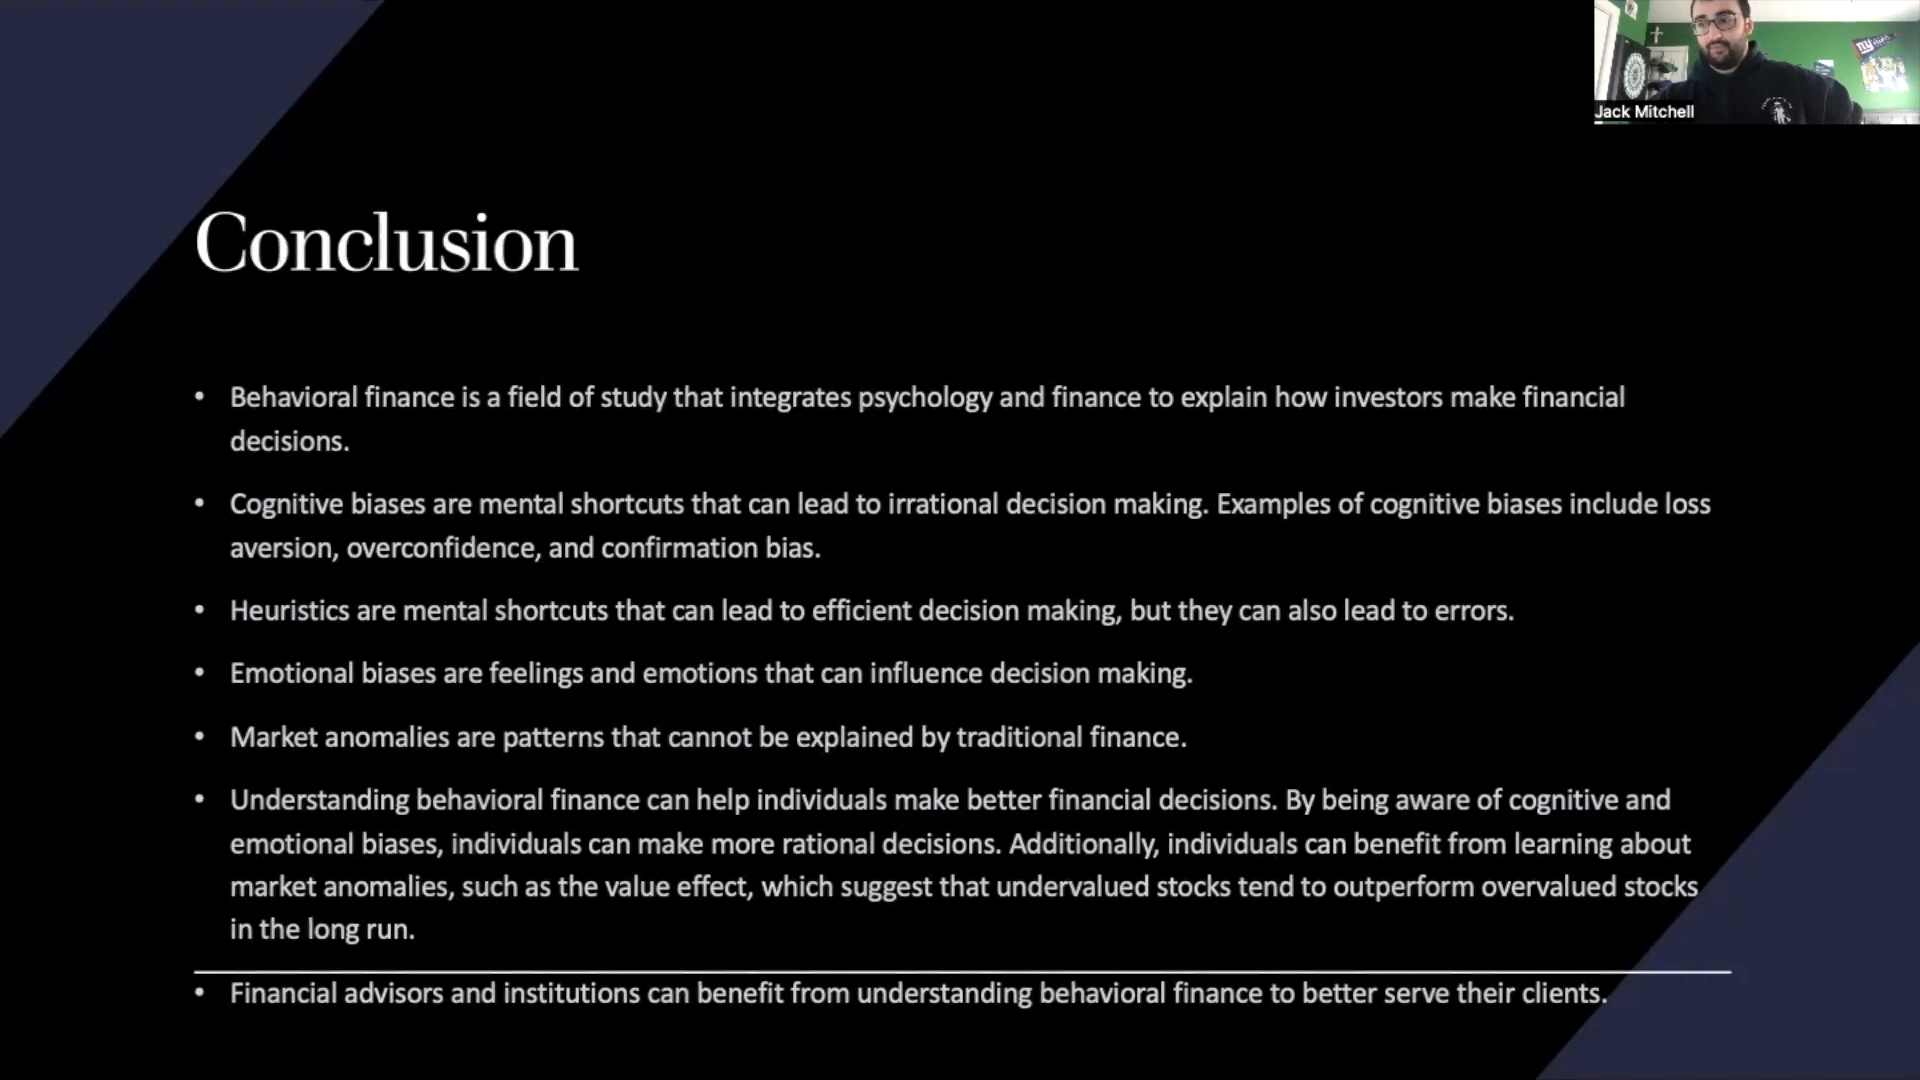 Jack Mitchell
Conclusion
• Behavioral finance is a field of study that integrates psychology and finance to explain how investors make financial
decisions.
• Cognitive biases are mental shortcuts that can lead to irrational decision making. Examples of cognitive biases include loss
aversion, overconfidence, and confirmation bias.
• Heuristics are mental shortcuts that can lead to efficient decision making, but they can also lead to errors.
• Emotional biases are feelings and emotions that can influence decision making.
• Market anomalies are patterns that cannot be explained by traditional finance.
• Understanding behavioral finance can help individuals make better financial decisions. By being aware of cognitive and
emotional biases, individuals can make more rational decisions. Additionally, individuals can benefit from learning about
market anomalies, such as the value effect, which suggest that undervalued stocks tend to outperform overvalued stocks
in the long run.
• Financial advisors and institutions can benefit from understanding behavioral finance to better serve their clients.